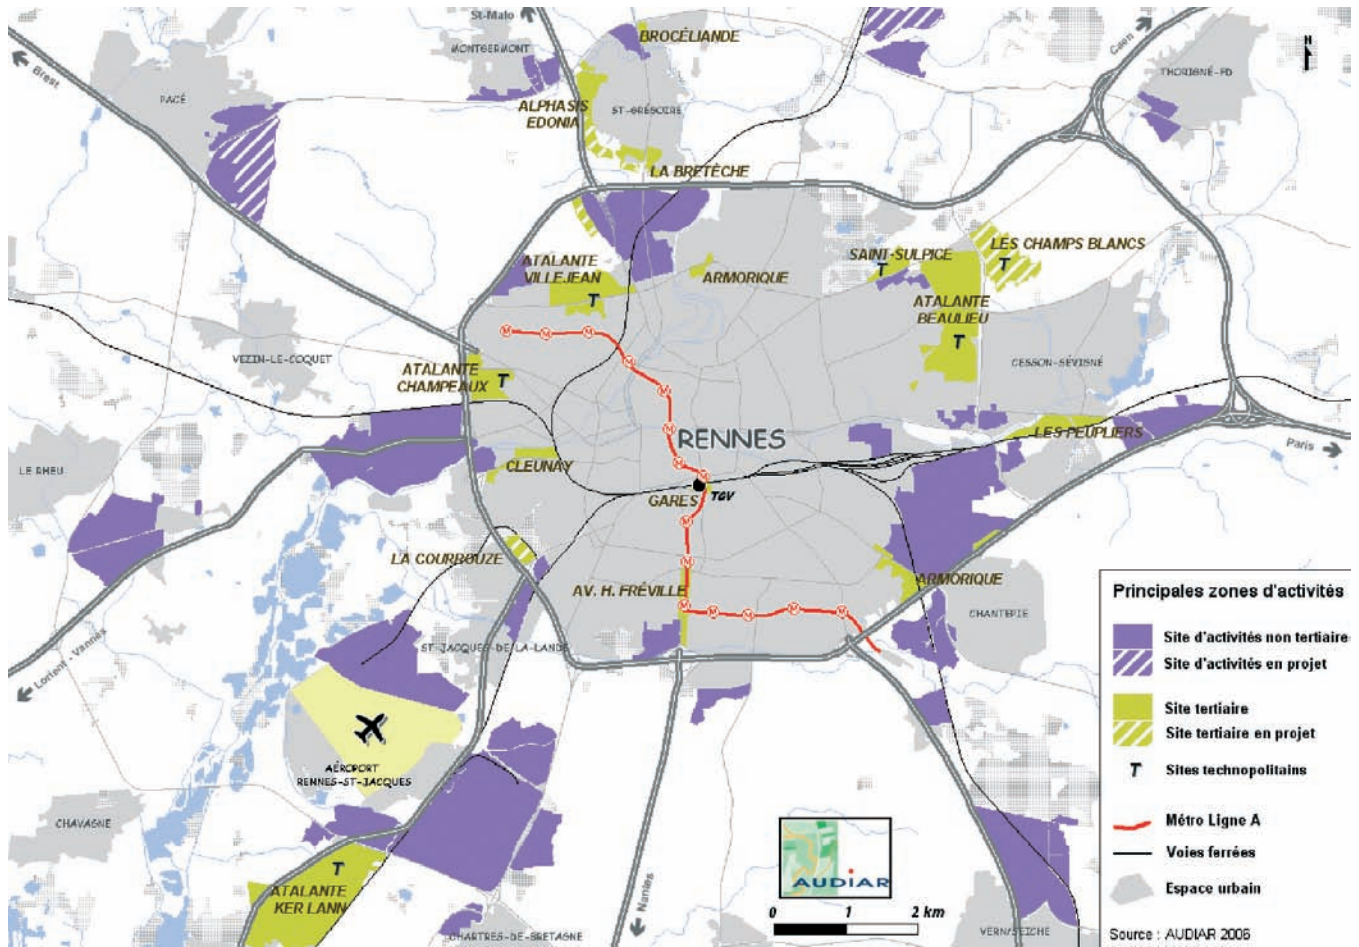 St-Malo
BROCÉLIANDE
MONTGERMONT
Caen
N
THORIGNÉ-FD
Brest
PACÉ
ALPHASIS
EDONIA
ST-GRÉGOIRE
LA BRETÈCHE
ATALANTE
VILLEJEAN
T
ARMORIQUE
SAINT-SULPICE
T
LES CHAMPS BLANCS
T
ATALANTE
BEAULIEU
T
M
M
M
M
M
M
M
M
VEZIN-LE-COQUET
ATALANTE
CHAMPEAUX
T
CESSON-SÉVIGNÉ
RENNES
LES PEUPLIERS
Paris
LE RHEU
CLEUNAY
GARES
TGV
M
M
LA COURROUZE
AV. H. FRÉVILLE
M
M
M
M
M
ARMORIQUE
CHANTEPIE
ST-JACQUES-DE-LA-LANDE
Lorient - Vannes
AÉROPORT
RENNES-ST-JACQUES
CHAVAGNE
T
ATALANTE
KER LANN
CHARTRES-DE-BRETAGNE
Nantes
VERN/SEICHE
AUDIAR
0 1 2 km
Principales zones d'activités
Site d'activités non tertiaire
Site d'activités en projet
Site tertiaire
Site tertiaire en projet
T Sites technopolitains
Métro Ligne A
Voies ferrées
Espace urbain
Source : AUDIAR 2006